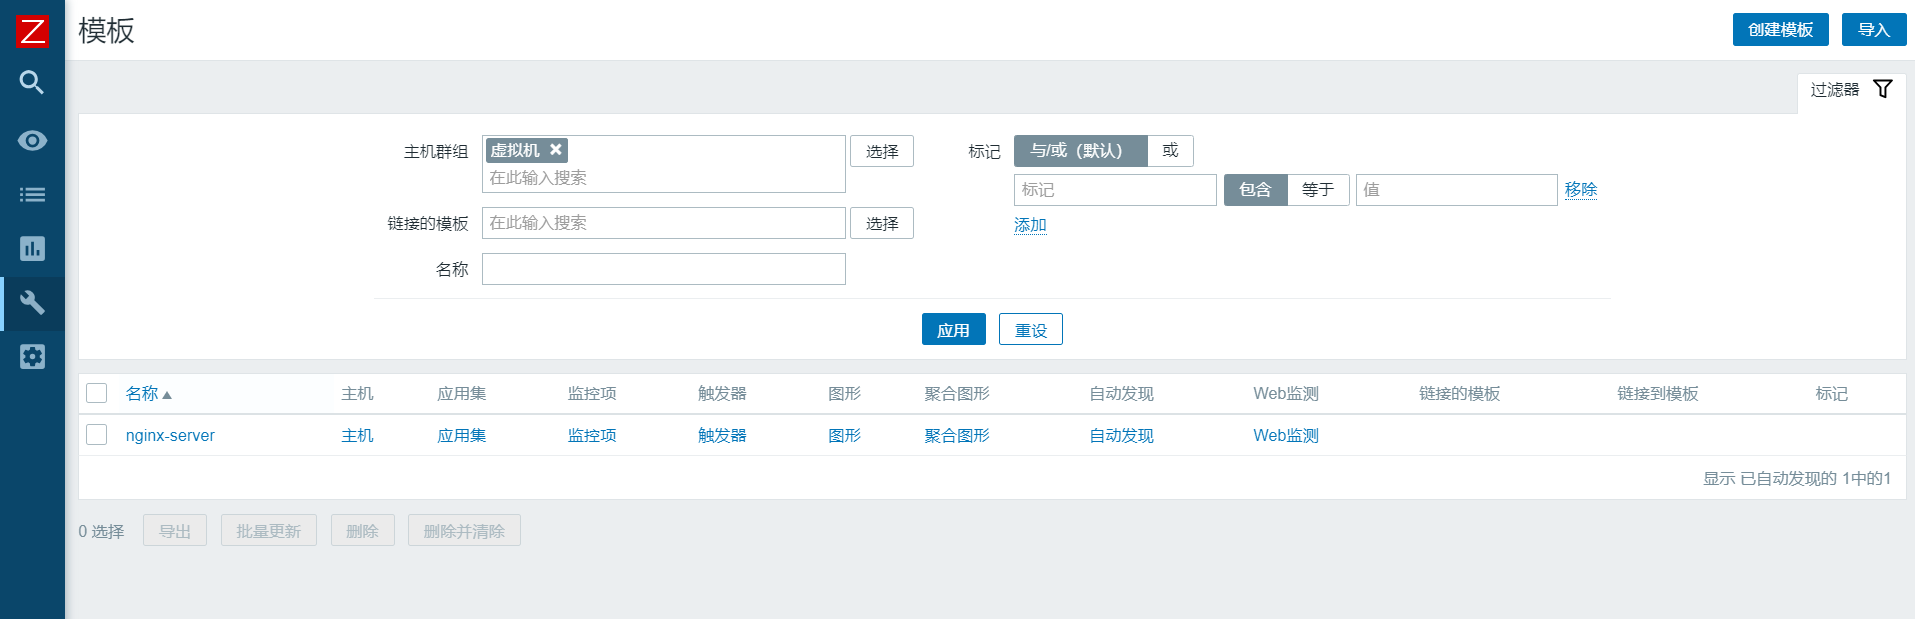 Z
模板
创建模板 导入
过滤器
主机群组 虚拟机 在此输入搜索 选择
链接的模板 在此输入搜索 选择
名称
标记 与/或（默认） 或
标记 包含 等于 值 移除
添加
应用 重设
名称 主机 应用集 监控项 触发器 图形 聚合图形 自动发现 Web监测 链接的模板 链接到模板 标记
nginx-server 主机 应用集 监控项 触发器 图形 聚合图形 自动发现 Web监测
显示 已自动发现的 1中的1
0 选择 导出 批量更新 删除 删除并清除